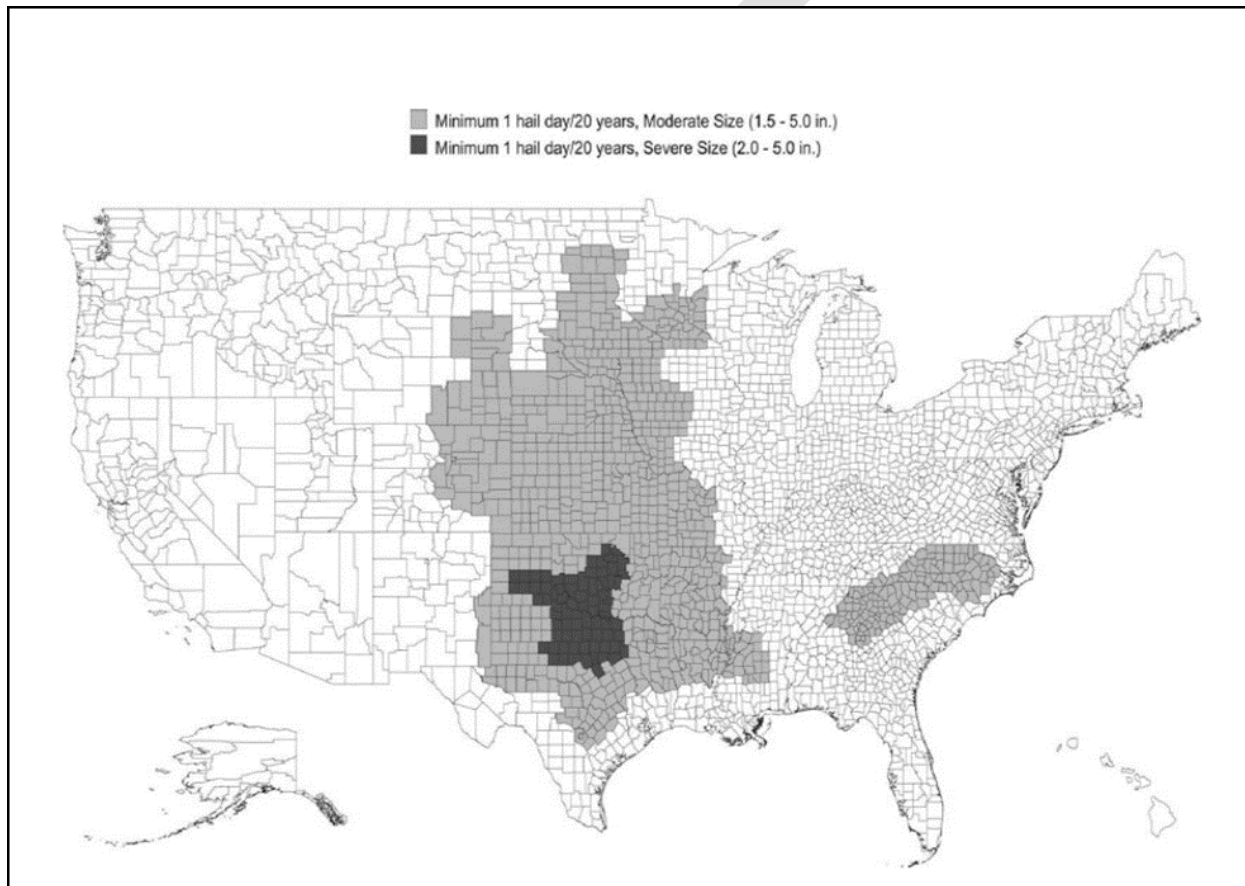 Minimum 1 hail day/20 years, Moderate Size (1.5 - 5.0 in.)
Minimum 1 hail day/20 years, Severe Size (2.0 - 5.0 in.)